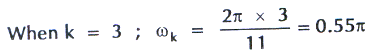 When k = 3 ; ωk = 2π × 3 / 11 = 0.55π